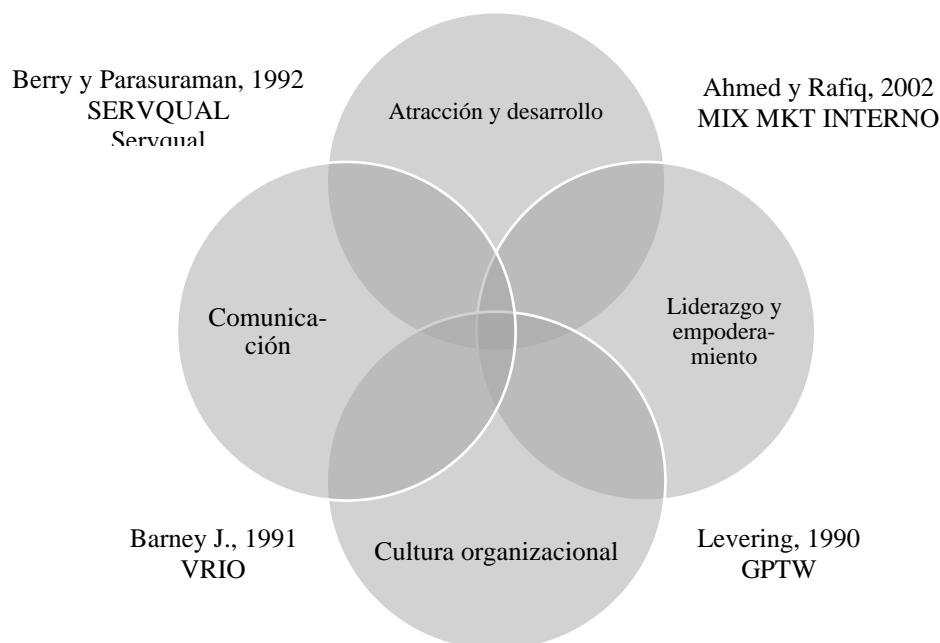 Berry y Parasuraman, 1992
SERVQUAL
Servqual
Atracción y desarrollo
Ahmed y Rafiq, 2002
MIX MKT INTERNO
Comunica-
ción
Liderazgo y
empodera-
miento
Barney J., 1991
VRIO
Cultura organizacional
Levering, 1990
GPTW